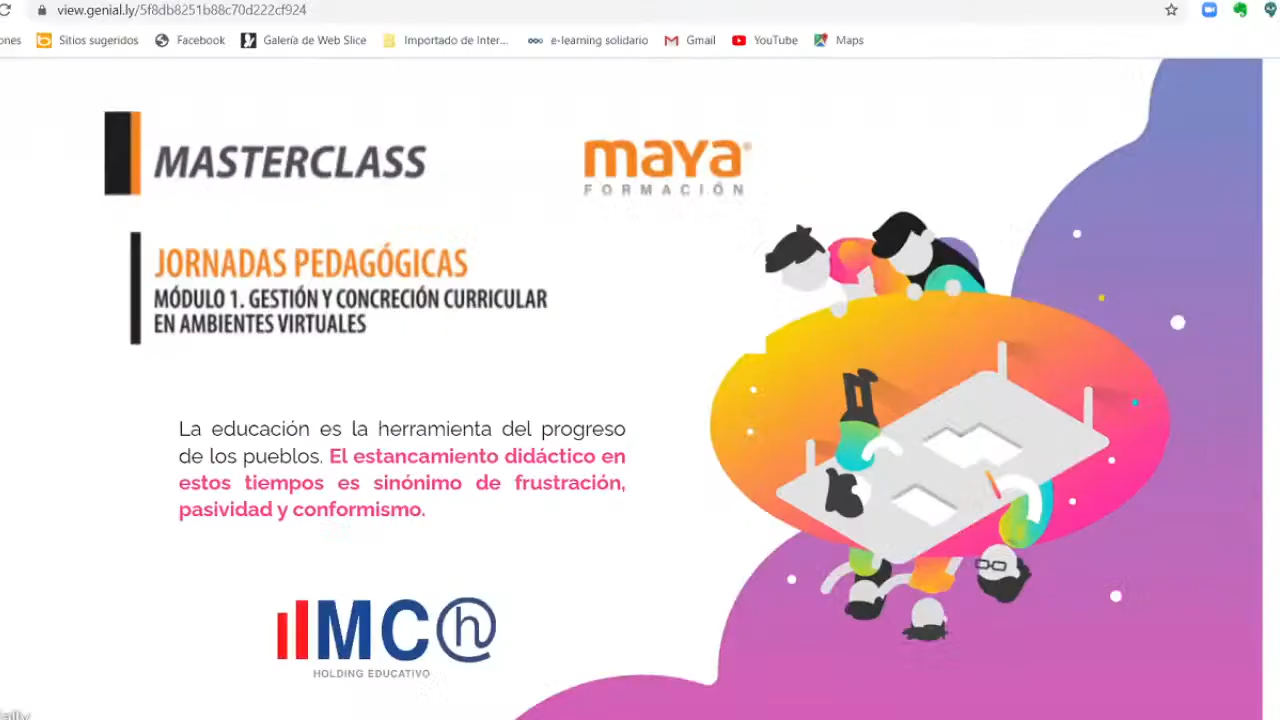 view.genial.ly/5f8db8251b88c70d222cf924
ones Sitios sugeridos Facebook Galería de Web Slice Importado de Inter... e-learning solidario Gmail YouTube Maps
MASTERCLASS
maya®
FORMACIÓN
JORNADAS PEDAGÓGICAS
MÓDULO 1. GESTIÓN Y CONCRECIÓN CURRICULAR
EN AMBIENTES VIRTUALES
La educación es la herramienta del progreso
de los pueblos. El estancamiento didáctico en
estos tiempos es sinónimo de frustración,
pasividad y conformismo.
MCh
HOLDING EDUCATIVO